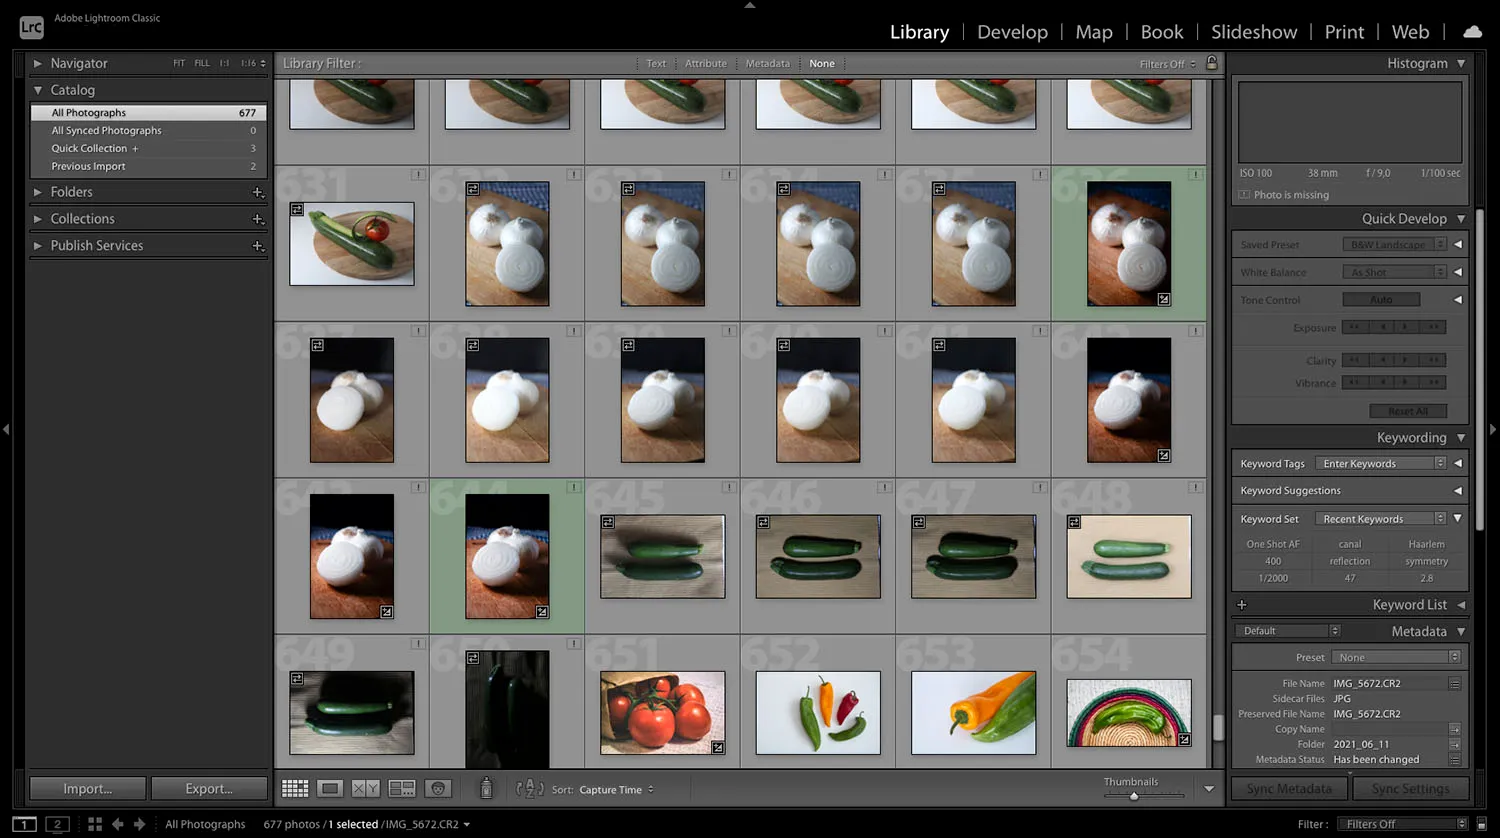 LrC
Adobe Lightroom Classic
Library | Develop | Map | Book | Slideshow | Print | Web |
Navigator FIT FILL 1:1 1:16
Catalog
All Photographs 677
All Synced Photographs 0
Quick Collection + 3
Previous Import 2
Folders +
Collections +
Publish Services +
Import...
Export...
Library Filter :
Text | Attribute | Metadata | None
Filters Off
631 632 633 634 635 636
637 638 639 640 641 642
643 644 645 646 647 648
649 650 651 652 653 654
XY
Sort: Capture Time
Thumbnails
Histogram
ISO 100 38 mm f / 9,0 1/100 sec
Photo is missing
Quick Develop
Saved Preset B&W Landscape
White Balance As Shot
Tone Control Auto
Exposure
Clarity
Vibrance
Reset All
Keywording
Keyword Tags Enter Keywords
Keyword Suggestions
Keyword Set Recent Keywords
One Shot AF canal Haarlem
400 reflection symmetry
1/2000 47 2.8
+ Keyword List
Default Metadata
Preset None
File Name IMG_5672.CR2
Sidecar Files JPG
Preserved File Name IMG_5672.CR2
Copy Name
Folder 2021_06_11
Metadata Status Has been changed
Sync Metadata
Sync Settings
1 2 All Photographs 677 photos / 1 selected / IMG_5672.CR2
Filter : Filters Off